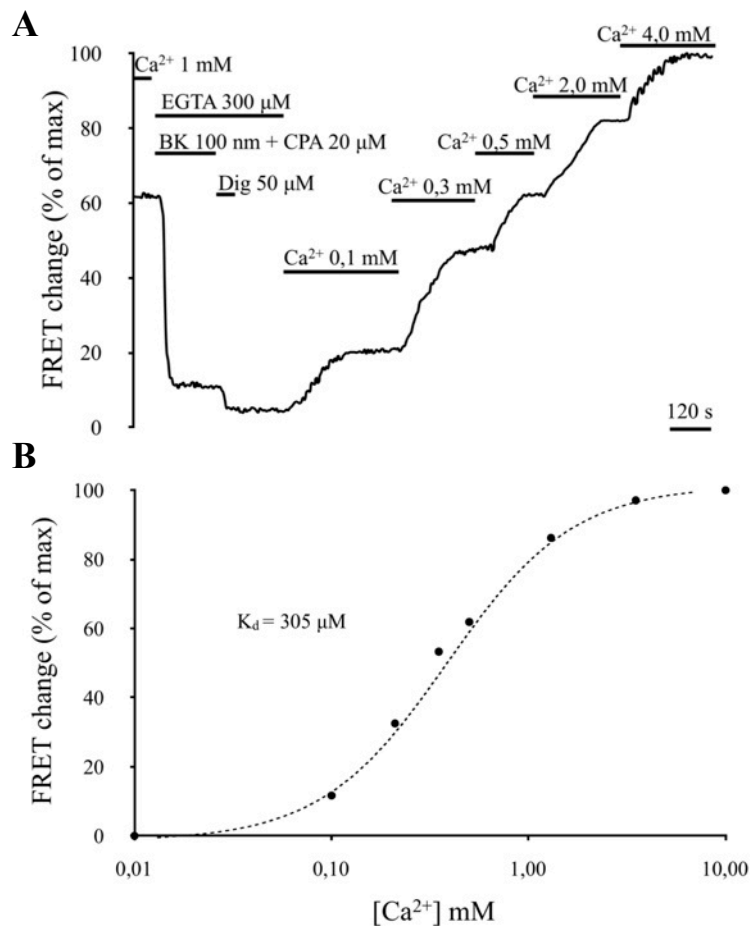 A
Ca²⁺ 4,0 mM
100
Ca²⁺ 1 mM
Ca²⁺ 2,0 mM
EGTA 300 μM
80
BK 100 nm + CPA 20 μM
Ca²⁺ 0,5 mM
Dig 50 μM
Ca²⁺ 0,3 mM
60
Ca²⁺ 0,1 mM
40
20
0
FRET change (% of max)
120 s
B
100
80
60
40
20
0
FRET change (% of max)
K_d = 305 μM
0,01
0,10
1,00
10,00
[Ca²⁺] mM